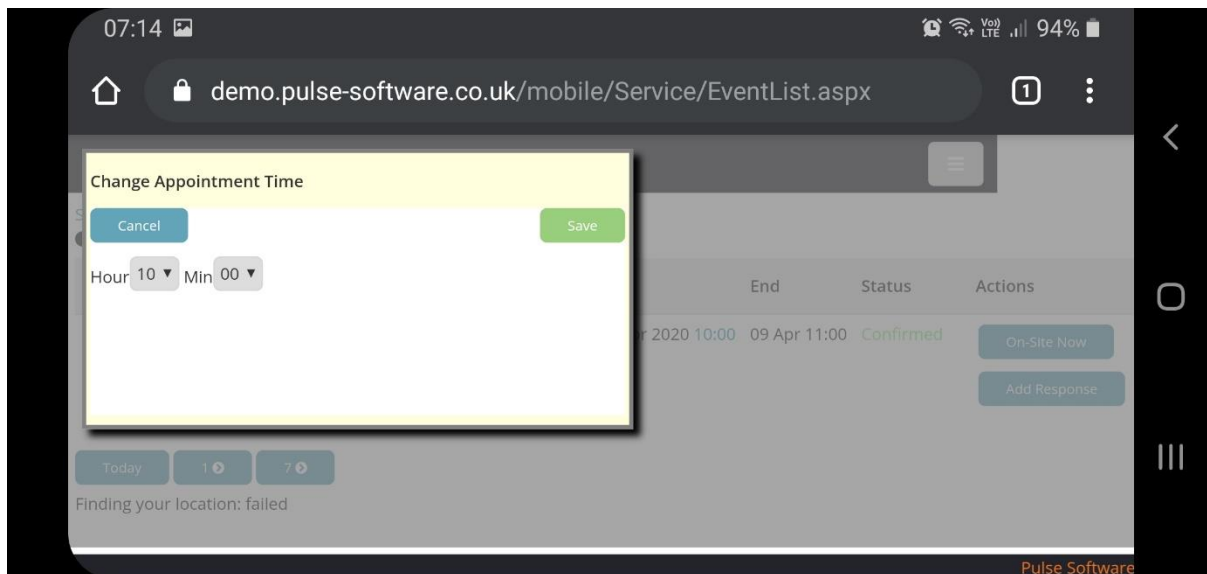 07:14 94%
demo.pulse-software.co.uk/mobile/Service/EventList.aspx 1
Change Appointment Time
Cancel Save
Hour 10 Min 00
End Status Actions
2020 10:00 09 Apr 11:00 Confirmed On-Site Now
Add Response
Today 1 7
Finding your location: failed
Pulse Software